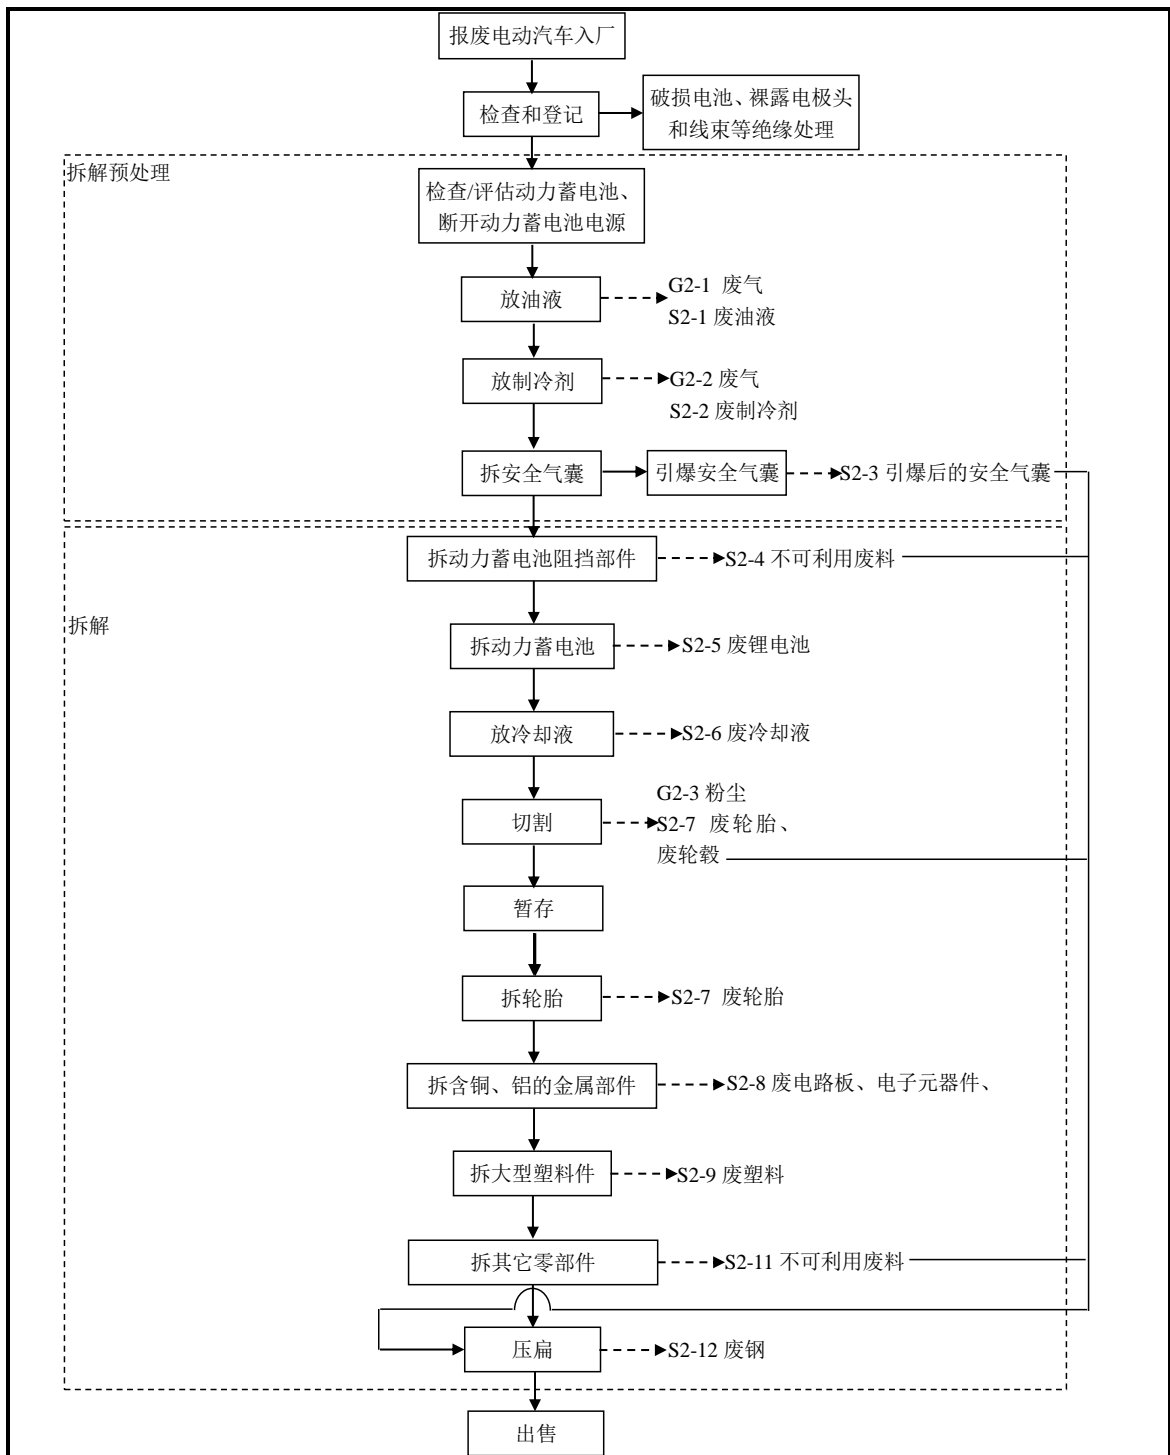 报废电动汽车入厂
检查和登记
破损电池、裸露电极头
和线束等绝缘处理
拆解预处理
检查/评估动力蓄电池、
断开动力蓄电池电源
放油液
G2-1 废气
S2-1 废油液
放制冷剂
G2-2 废气
S2-2 废制冷剂
拆安全气囊
引爆安全气囊
S2-3 引爆后的安全气囊
拆动力蓄电池阻挡部件
S2-4 不可利用废料
拆解
拆动力蓄电池
S2-5 废锂电池
放冷却液
S2-6 废冷却液
切割
G2-3 粉尘
S2-7 废轮胎、
废轮毂
暂存
拆轮胎
S2-7 废轮胎
拆含铜、铝的金属部件
S2-8 废电路板、电子元器件、
拆大型塑料件
S2-9 废塑料
拆其它零部件
S2-11 不可利用废料
压扁
S2-12 废钢
出售